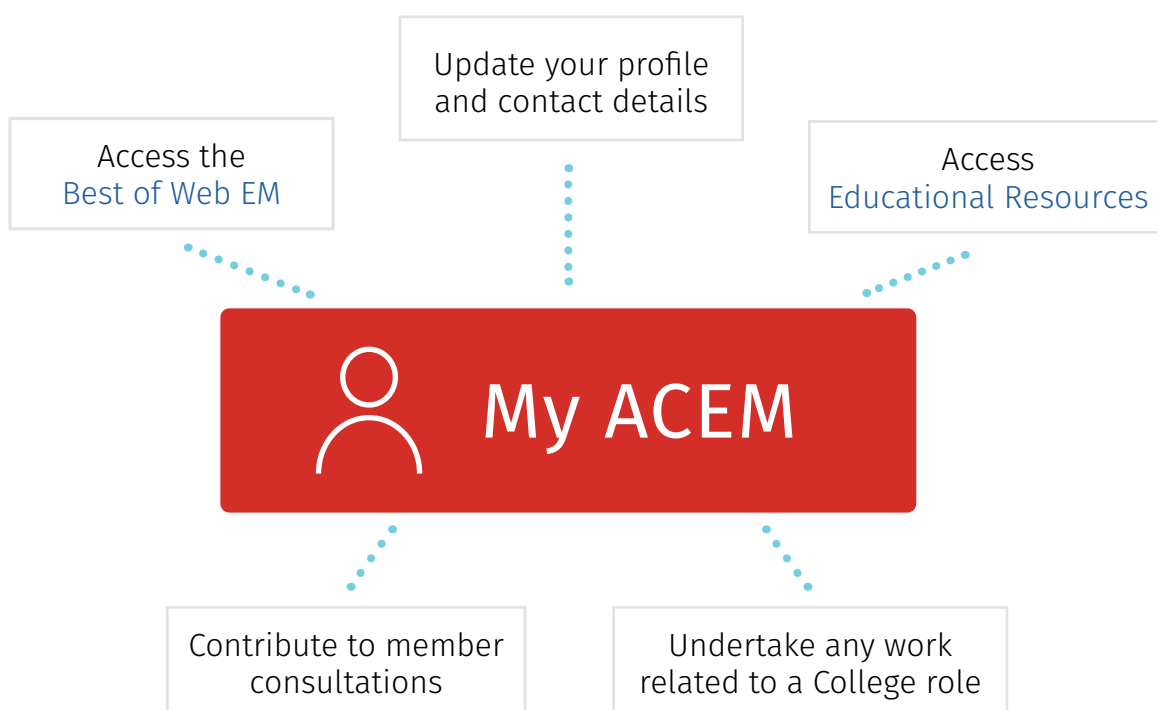 Update your profile
and contact details
Access the
Best of Web EM
Access
Educational Resources
My ACEM
Contribute to member
consultations
Undertake any work
related to a College role